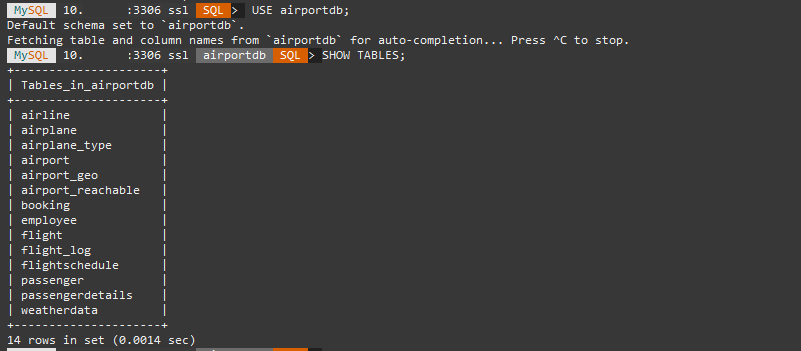 MySQL 10. :3306 ssl SQL > USE airportdb;
Default schema set to `airportdb`.
Fetching table and column names from `airportdb` for auto-completion... Press ^C to stop.
MySQL 10. :3306 ssl airportdb SQL > SHOW TABLES;
+---------------------+
| Tables_in_airportdb |
+---------------------+
| airline             |
| airplane            |
| airplane_type       |
| airport             |
| airport_geo         |
| airport_reachable   |
| booking             |
| employee            |
| flight              |
| flight_log          |
| flightschedule      |
| passenger           |
| passengerdetails    |
| weatherdata         |
+---------------------+
14 rows in set (0.0014 sec)